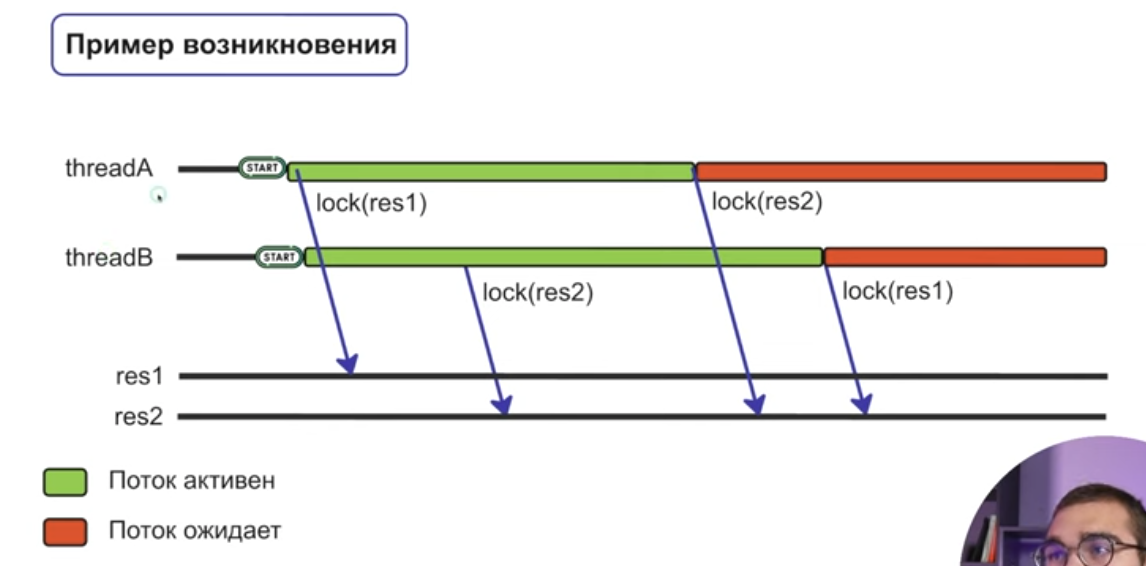 Пример возникновения
threadA START
lock(res1) lock(res2)
threadB START
lock(res2) lock(res1)
res1
res2
Поток активен
Поток ожидает